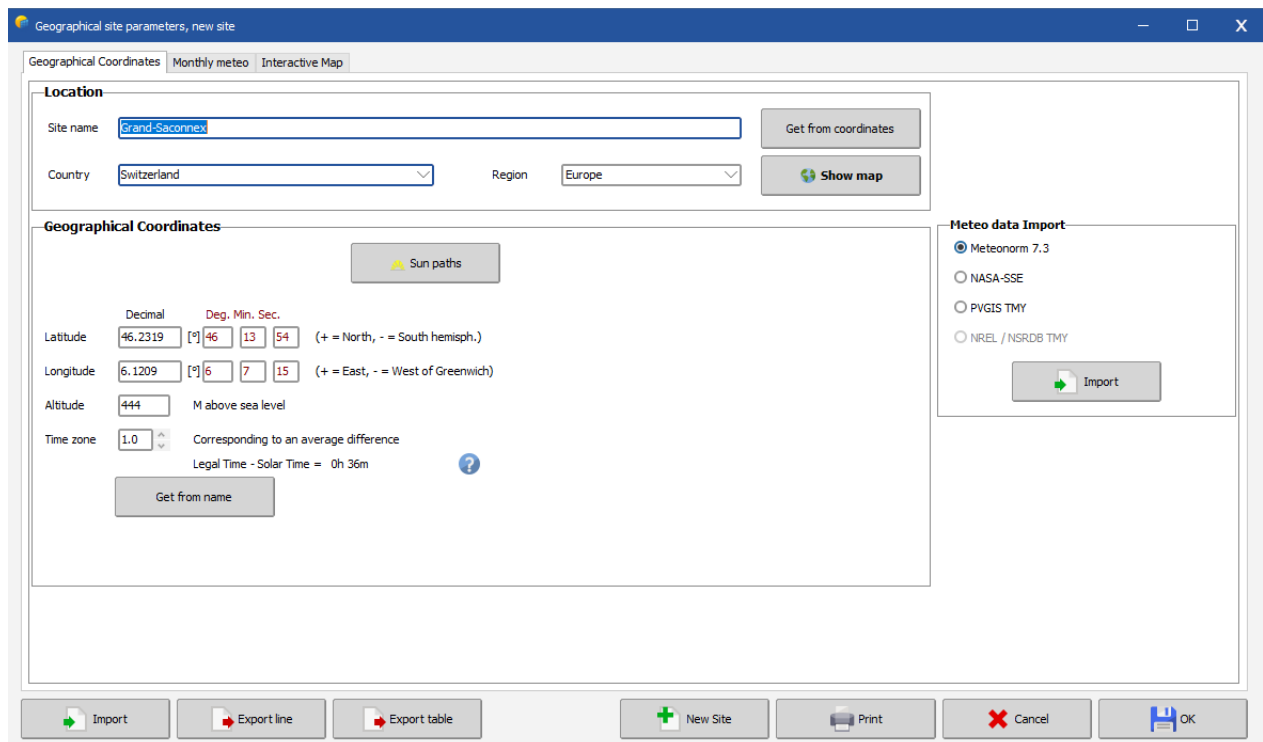 Geographical site parameters, new site
Geographical Coordinates Monthly meteo Interactive Map
Location
Site name Grand-Saconnex Get from coordinates
Country Switzerland Region Europe Show map
Geographical Coordinates
Sun paths
Decimal Deg. Min. Sec.
Latitude 46.2319 [°] 46 13 54 (+ = North, - = South hemisph.)
Longitude 6.1209 [°] 6 7 15 (+ = East, - = West of Greenwich)
Altitude 444 M above sea level
Time zone 1.0 Corresponding to an average difference
Legal Time - Solar Time = 0h 36m ?
Get from name
Meteo data Import
Meteonorm 7.3
NASA-SSE
PVGIS TMY
NREL / NSRDB TMY
Import
Import Export line Export table New Site Print Cancel OK